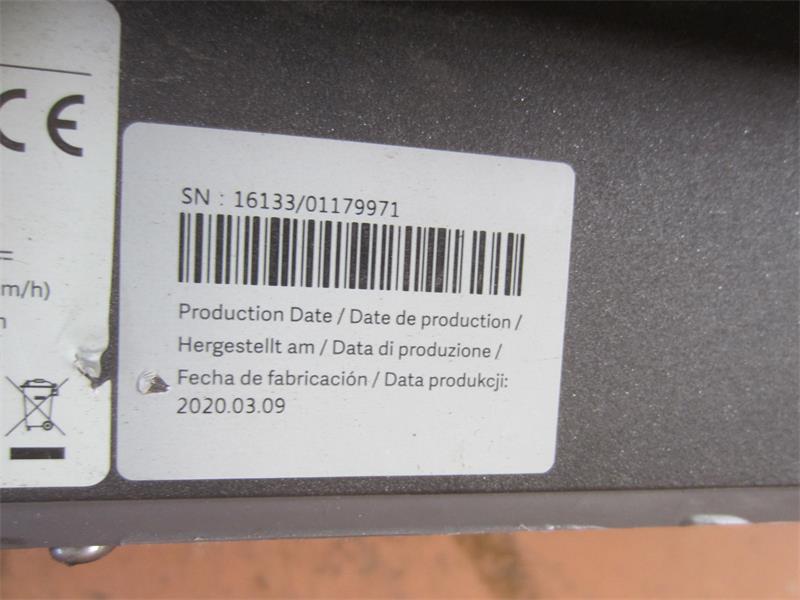 CE
=
m/h)
SN : 16133/01179971
Production Date / Date de production /
Hergestellt am / Data di produzione /
Fecha de fabricación / Data produkcji:
2020.03.09